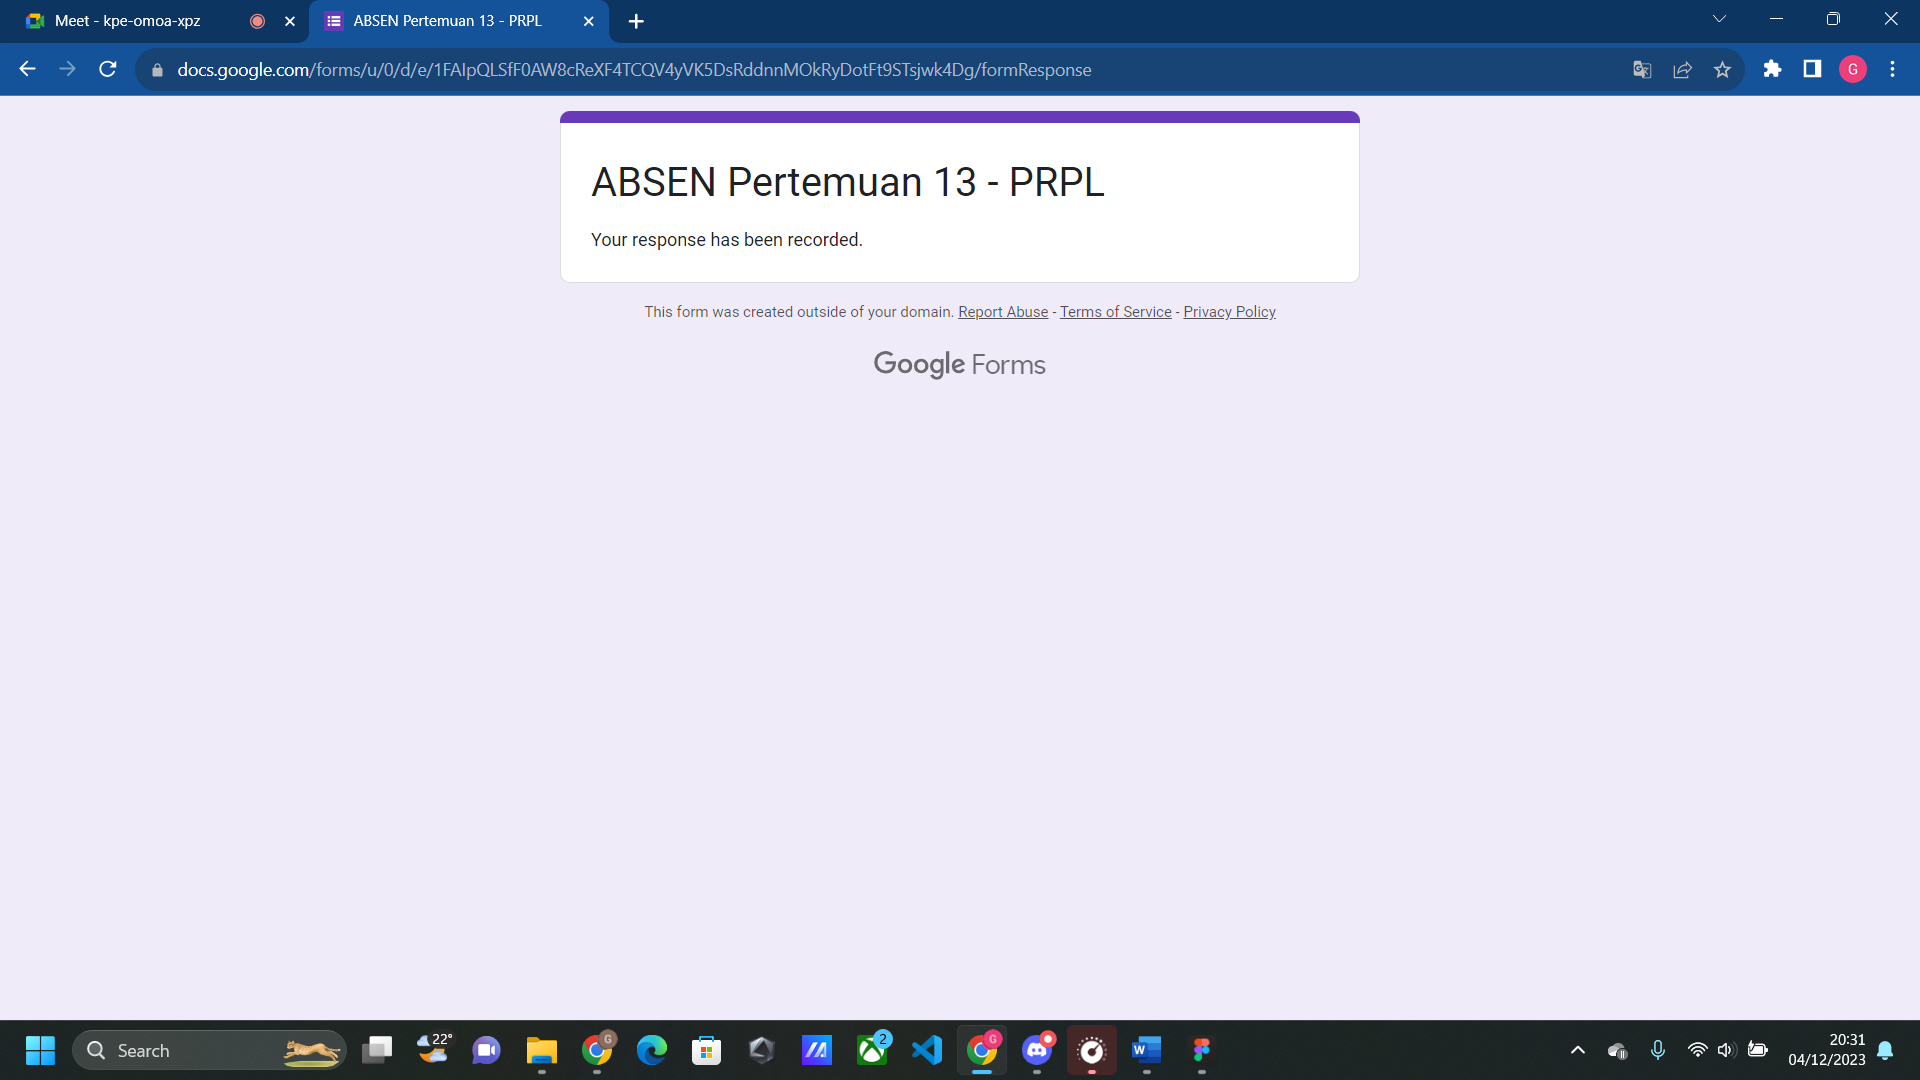 Meet - kpe-omoa-xpz
ABSEN Pertemuan 13 - PRPL
docs.google.com/forms/u/0/d/e/1FAIpQLSfF0AW8cReXF4TCQV4yVK5DsRddnnMOkRyDotFt9STsjwk4Dg/formResponse
G
ABSEN Pertemuan 13 - PRPL
Your response has been recorded.
This form was created outside of your domain. Report Abuse - Terms of Service - Privacy Policy
Google Forms
Search
22°
G
2
G
W
20:31
04/12/2023